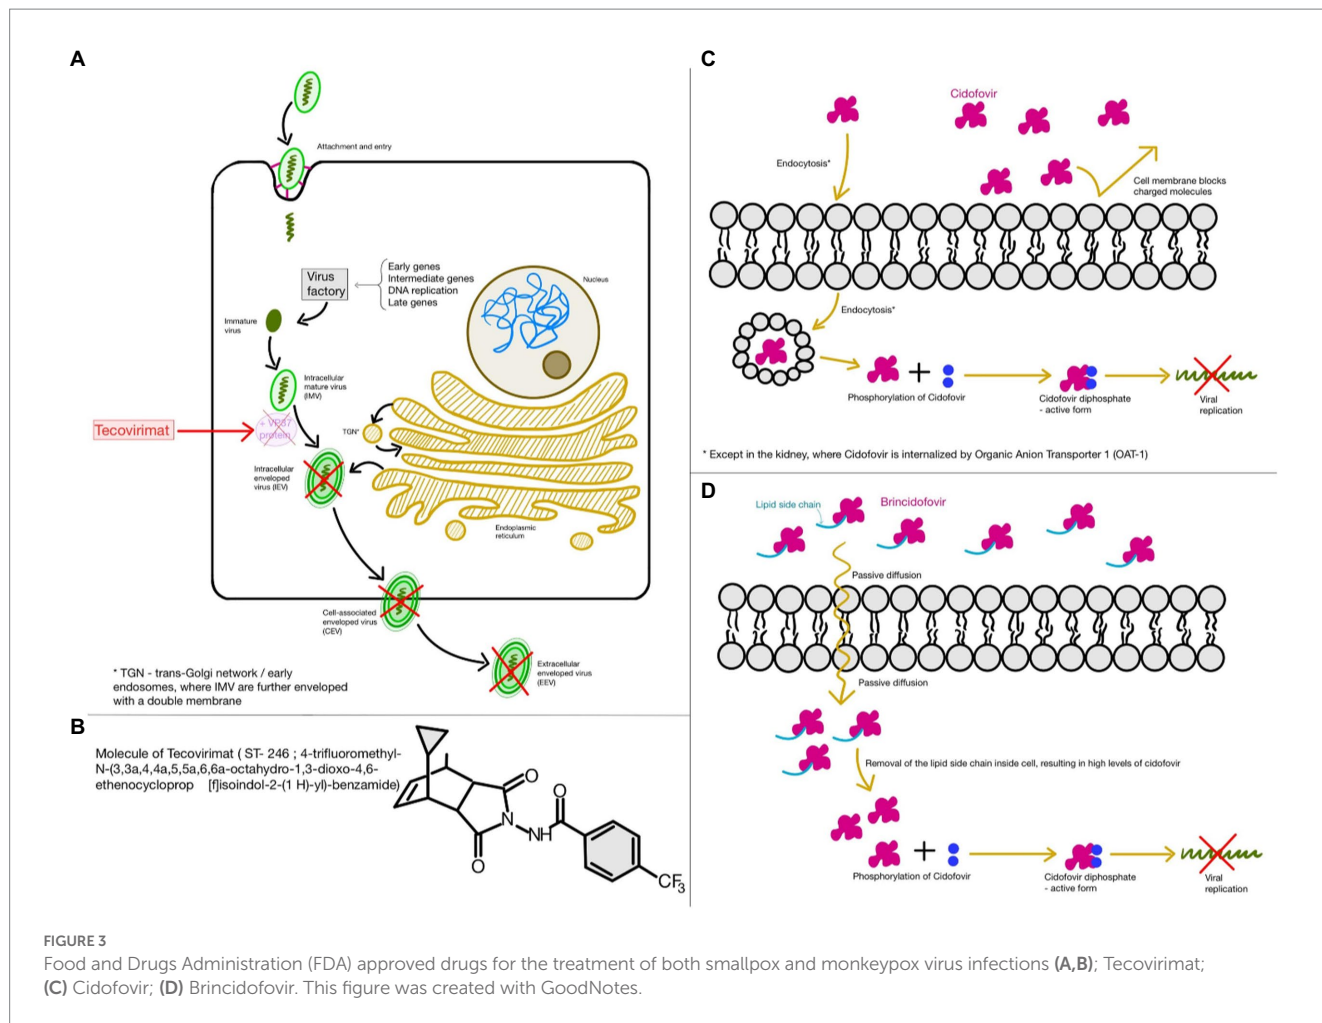 A
Attachment and entry
Virus
factory
Early genes
Intermediate genes
DNA replication
Late genes
Nucleus
Immature
virus
Intracellular
mature virus
(IMV)
Tecovirimat
+ VP37
protein
TGN*
Intracellular
enveloped
virus (IEV)
Endoplasmic
reticulum
Cell-associated
enveloped virus
(CEV)
Extracellular
enveloped virus
(EEV)
* TGN - trans-Golgi network / early
endosomes, where IMV are further enveloped
with a double membrane
B
Molecule of Tecovirimat ( ST- 246 ; 4-trifluoromethyl-
N-(3,3a,4,4a,5,5a,6,6a-octahydro-1,3-dioxo-4,6-
ethenocycloprop [f]isoindol-2-(1 H)-yl)-benzamide)
O
O
N
NH
O
CF3
C
Cidofovir
Endocytosis*
Cell membrane blocks
charged molecules
Endocytosis*
+
Phosphorylation of Cidofovir
Cidofovir diphosphate
- active form
Viral
replication
* Except in the kidney, where Cidofovir is internalized by Organic Anion Transporter 1 (OAT-1)
D
Lipid side chain
Brincidofovir
Passive diffusion
Passive diffusion
Removal of the lipid side chain inside cell, resulting in high levels of cidofovir
+
Phosphorylation of Cidofovir
Cidofovir diphosphate
- active form
Viral
replication
FIGURE 3
Food and Drugs Administration (FDA) approved drugs for the treatment of both smallpox and monkeypox virus infections (A,B); Tecovirimat;
(C) Cidofovir; (D) Brincidofovir. This figure was created with GoodNotes.